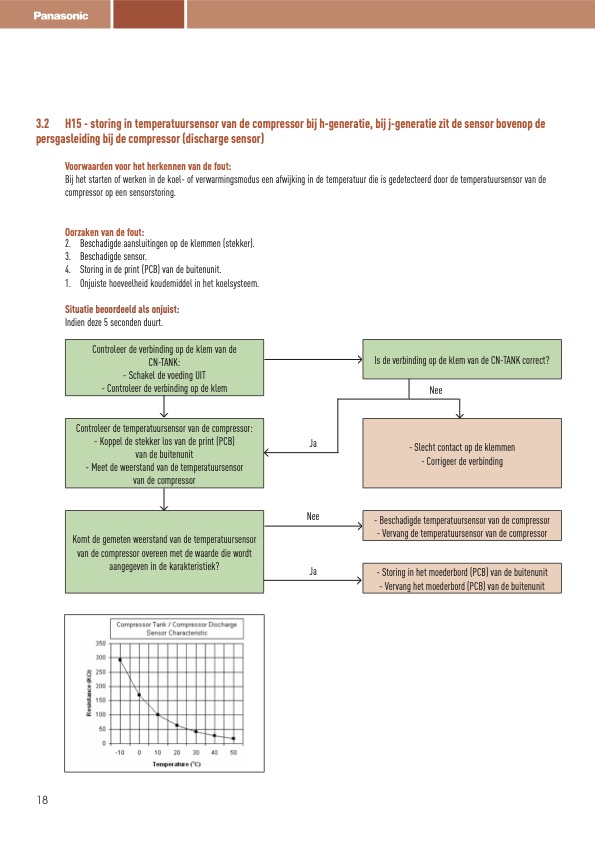 Panasonic
3.2 H15 - storing in temperatuursensor van de compressor bij h-generatie, bij j-generatie zit de sensor bovenop de
persgasleiding bij de compressor (discharge sensor)
Voorwaarden voor het herkennen van de fout:
Bij het starten of werken in de koel- of verwarmingsmodus een afwijking in de temperatuur die is gedetecteerd door de temperatuursensor van de
compressor op een sensorstoring.
Oorzaken van de fout:
2. Beschadigde aansluitingen op de klemmen (stekker).
3. Beschadigde sensor.
4. Storing in de print (PCB) van de buitenunit.
1. Onjuiste hoeveelheid koudemiddel in het koelsysteem.
Situatie beoordeeld als onjuist:
Indien deze 5 seconden duurt.
Controleer de verbinding op de klem van de
CN-TANK:
- Schakel de voeding UIT
- Controleer de verbinding op de klem
Is de verbinding op de klem van de CN-TANK correct?
Nee
Controleer de temperatuursensor van de compressor:
- Koppel de stekker los van de print (PCB)
van de buitenunit
- Meet de weerstand van de temperatuursensor
van de compressor
Ja
- Slecht contact op de klemmen
- Corrigeer de verbinding
Komt de gemeten weerstand van de temperatuursensor
van de compressor overeen met de waarde die wordt
aangegeven in de karakteristiek?
Nee
- Beschadigde temperatuursensor van de compressor
- Vervang de temperatuursensor van de compressor
Ja
- Storing in het moederbord (PCB) van de buitenunit
- Vervang het moederbord (PCB) van de buitenunit
Compressor Tank / Compressor Discharge
Sensor Characteristic
Resistance (KΩ)
350
300
250
200
150
100
50
0
-10 0 10 20 30 40 50
Temperature (°C)
18